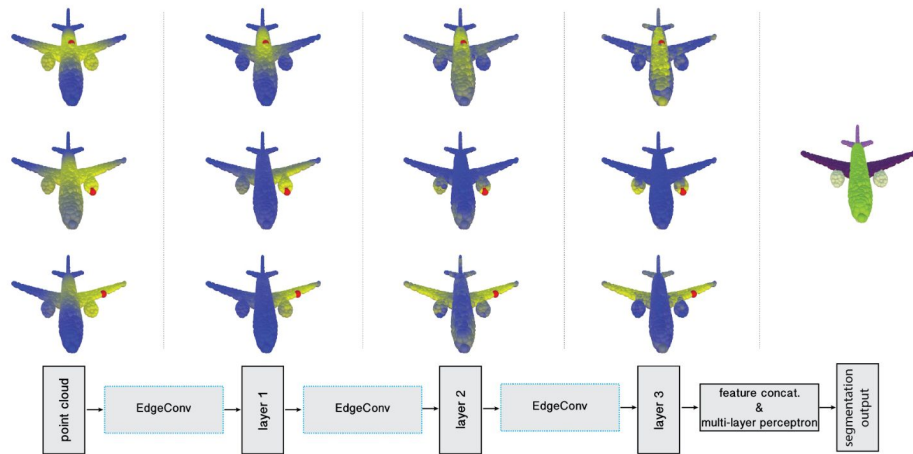 point cloud
EdgeConv
layer 1
EdgeConv
layer 2
EdgeConv
layer 3
feature concat.
&
multi-layer perceptron
segmentation
output